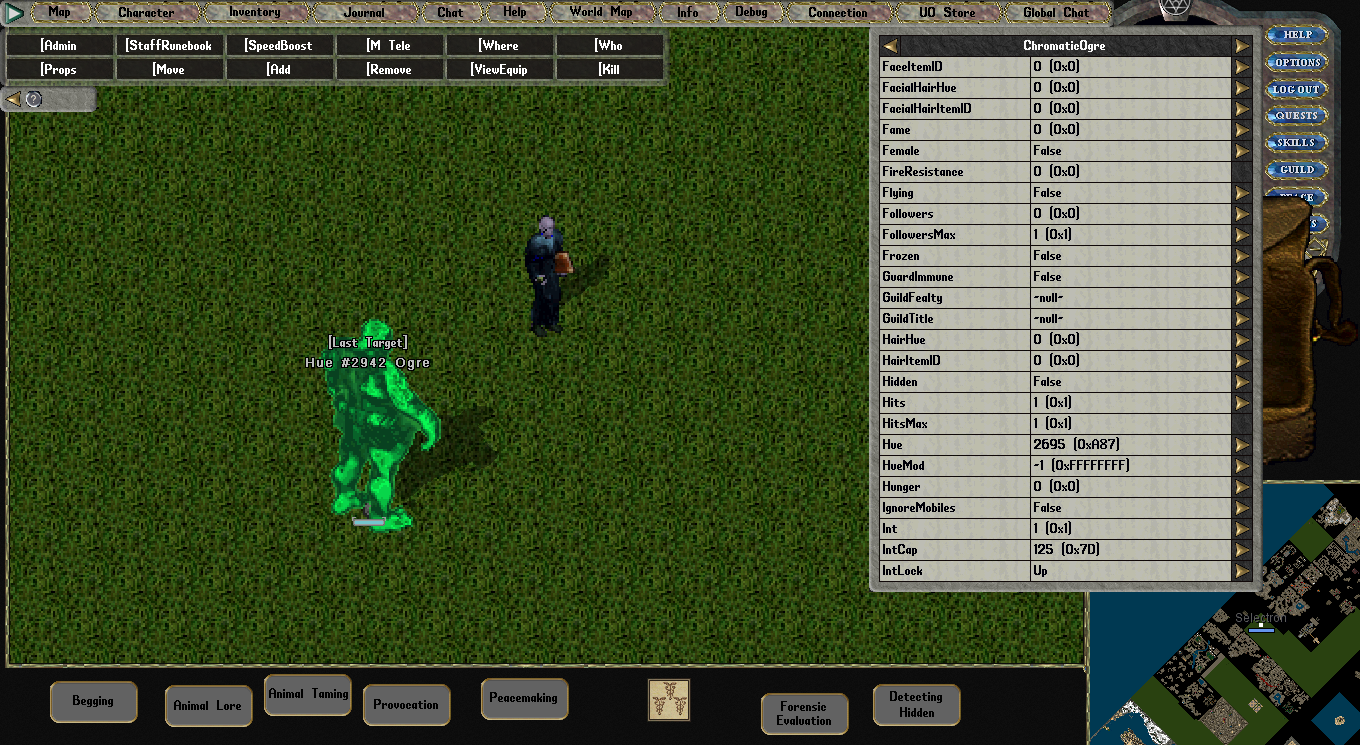 Map Character Inventory Journal Chat Help World Map Info Debug Connection UO Store Global Chat
[Admin [StaffRunebook [SpeedBoost [M Tele [Where [Who
[Props [Move [Add [Remove [ViewEquip [Kill
?
ChromaticOgre
FaceItemID 0 (0x0)
FacialHairHue 0 (0x0)
FacialHairItemID 0 (0x0)
Fame 0 (0x0)
Female False
FireResistance 0 (0x0)
Flying False
Followers 0 (0x0)
FollowersMax 1 (0x1)
Frozen False
GuardImmune False
GuildFealty -null-
GuildTitle -null-
HairHue 0 (0x0)
HairItemID 0 (0x0)
Hidden False
Hits 1 (0x1)
HitsMax 1 (0x1)
Hue 2695 (0xA87)
HueMod -1 (0xFFFFFFFF)
Hunger 0 (0x0)
IgnoreMobiles False
Int 1 (0x1)
IntCap 125 (0x7D)
IntLock Up
HELP
OPTIONS
LOG OUT
QUESTS
SKILLS
GUILD
[Last Target]
Hue #2942 Ogre
Selectron
Begging
Animal Lore
Animal Taming
Provocation
Peacemaking
Forensic
Evaluation
Detecting
Hidden